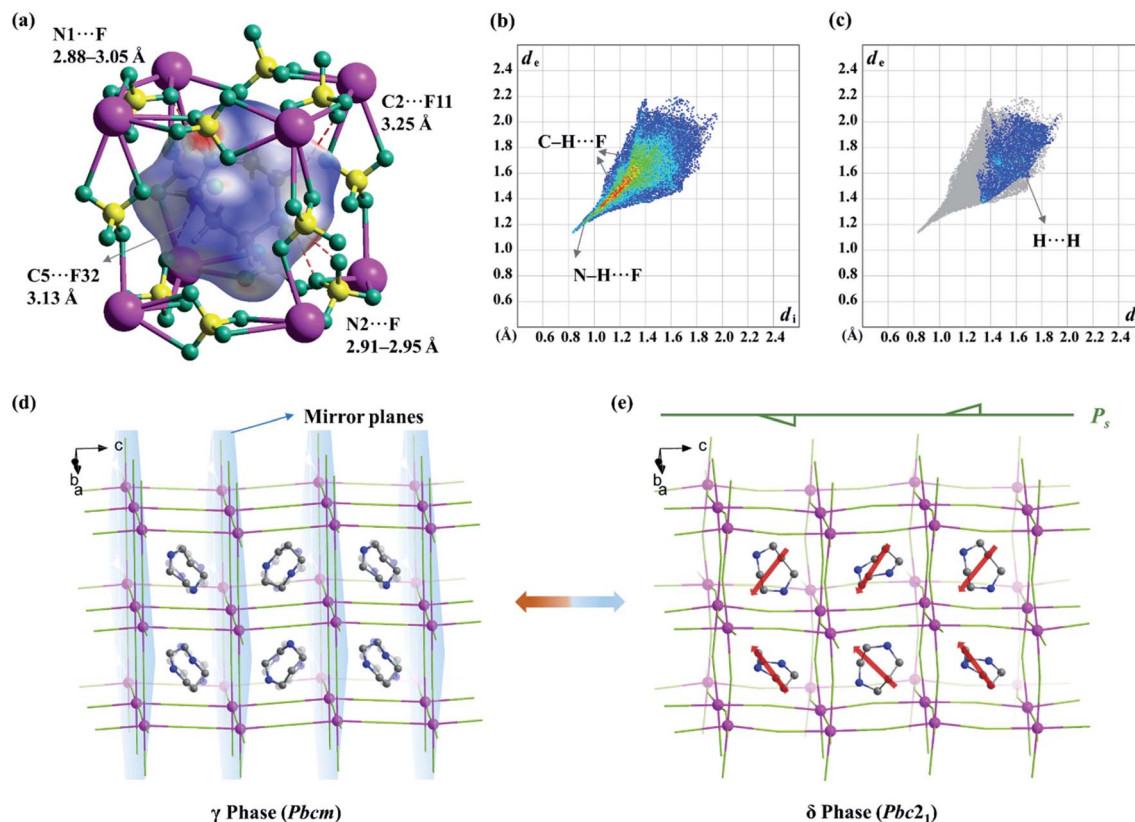 (a)
N1···F
2.88–3.05 Å
C2···F11
3.25 Å
C5···F32
3.13 Å
N2···F
2.91–2.95 Å
(b)
de
2.4
2.2
2.0
1.8
1.6
1.4
1.2
1.0
0.8
0.6
C–H···F
N–H···F
di
(Å) 0.6 0.8 1.0 1.2 1.4 1.6 1.8 2.0 2.2 2.4
(c)
de
2.4
2.2
2.0
1.8
1.6
1.4
1.2
1.0
0.8
0.6
H···H
d
(Å) 0.6 0.8 1.0 1.2 1.4 1.6 1.8 2.0 2.2 2.4
(d)
Mirror planes
c
b
a
γ Phase (Pbcm)
(e)
Ps
c
b
a
δ Phase (Pbc2₁)